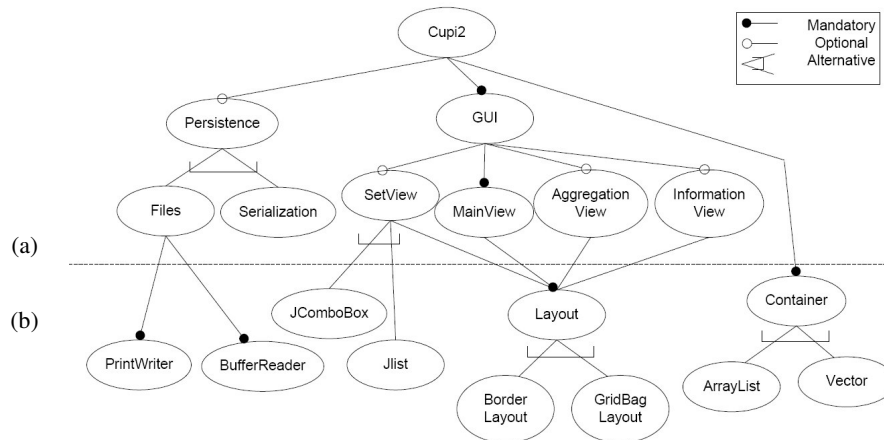 Cupi2
Mandatory
Optional
Alternative
Persistence
GUI
Files
Serialization
SetView
MainView
Aggregation
View
Information
View
(a)
(b)
JComboBox
Layout
Container
PrintWriter
BufferReader
Jlist
Border
Layout
GridBag
Layout
ArrayList
Vector